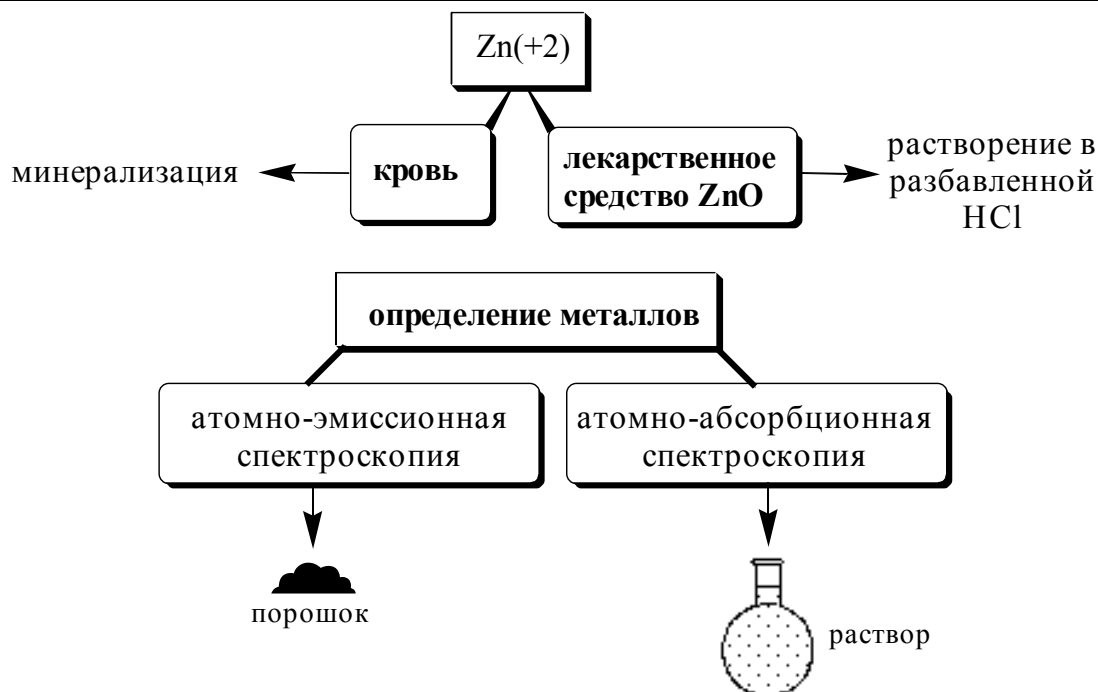 Zn(+2)
минерализация
кровь
лекарственное
средство ZnO
растворение в
разбавленной
HCl
определение металлов
атомно-эмиссионная
спектроскопия
атомно-абсорбционная
спектроскопия
порошок
раствор